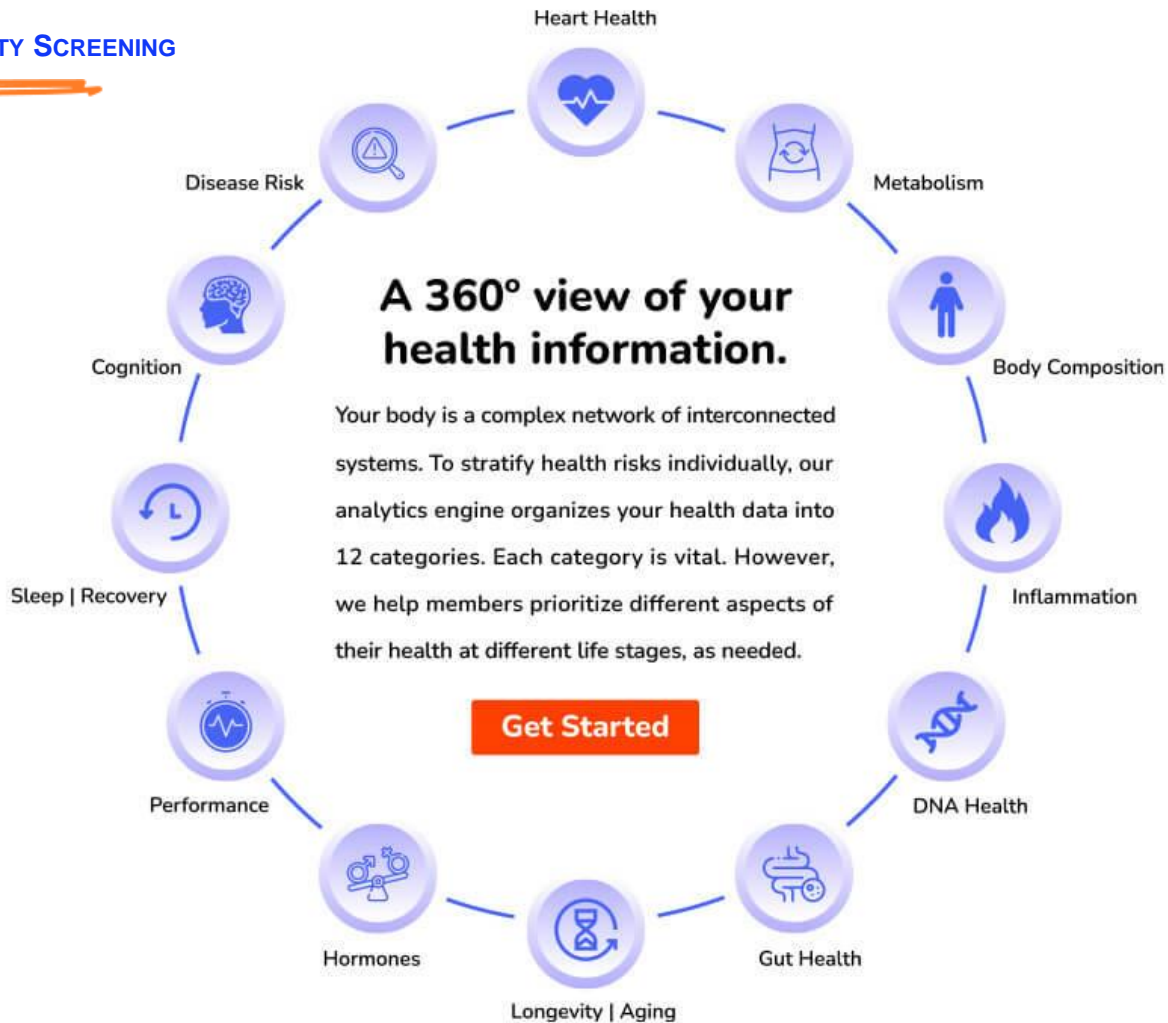 TY SCREENING
Heart Health
Disease Risk
Metabolism
Cognition
Body Composition
A 360° view of your
health information.
Your body is a complex network of interconnected
systems. To stratify health risks individually, our
analytics engine organizes your health data into
12 categories. Each category is vital. However,
we help members prioritize different aspects of
their health at different life stages, as needed.
Get Started
Sleep | Recovery
Inflammation
Performance
DNA Health
Hormones
Gut Health
Longevity | Aging